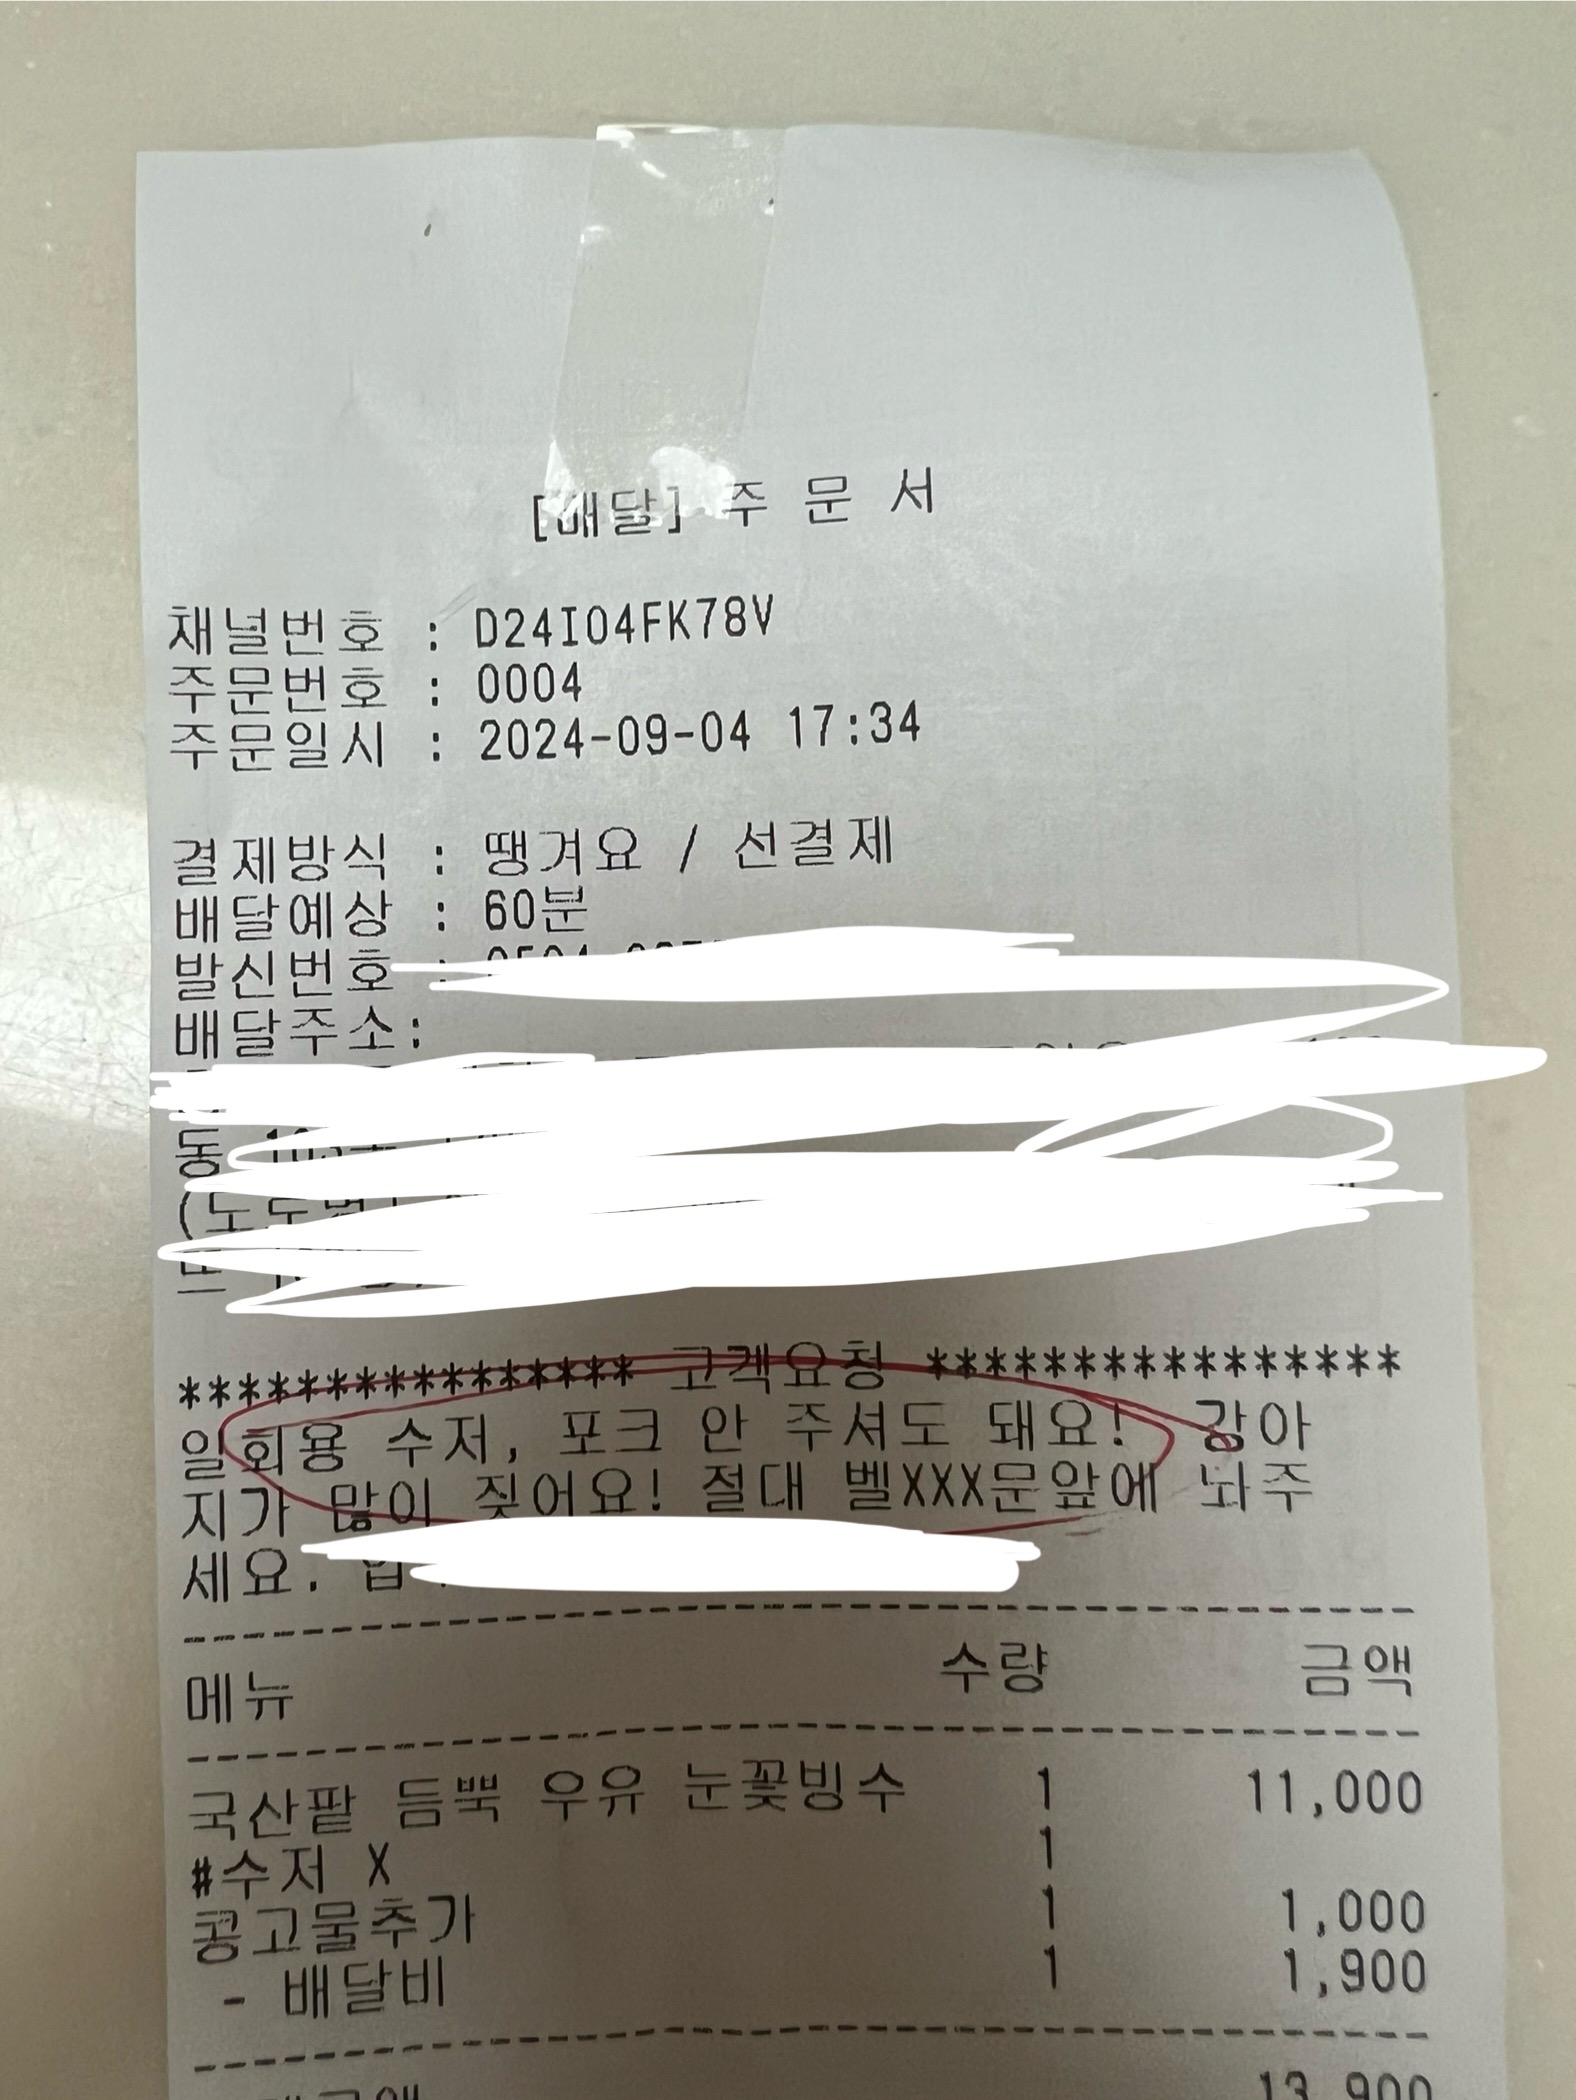 [배달] 주 문 서
채널번호 : D24I04FK78V
주문번호 : 0004
주문일시 : 2024-09-04 17:34
결제방식 : 땡겨요 / 선결제
배달예상 : 60분
발신번호 :
배달주소:
동
**************** 고객요청 ****************
일회용 수저, 포크 안 주셔도 돼요! 강아
지가 많이 짖어요! 절대 벨XXX문앞에 놔주
세요.
메뉴 수량 금액
국산팥 듬뿍 우유 눈꽃빙수 1 11,000
#수저 X 1
콩고물추가 1 1,000
- 배달비 1 1,900
13,900